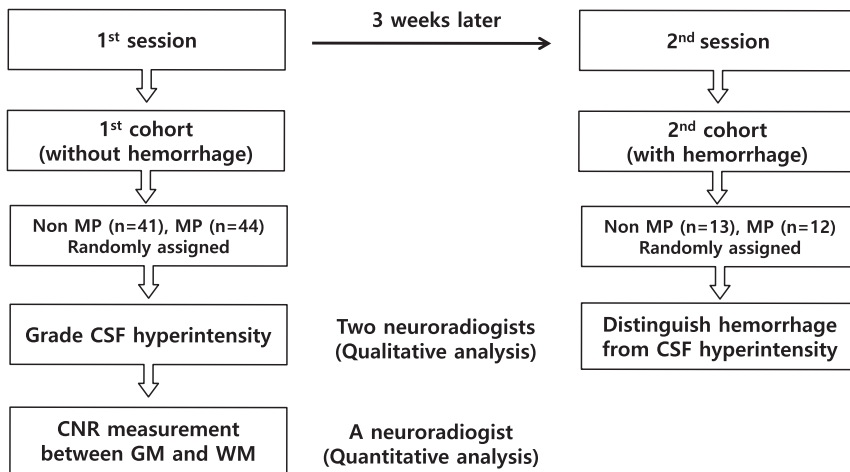 1st session
3 weeks later
2nd session
1st cohort
(without hemorrhage)
2nd cohort
(with hemorrhage)
Non MP (n=41), MP (n=44)
Randomly assigned
Non MP (n=13), MP (n=12)
Randomly assigned
Grade CSF hyperintensity
Two neuroradiogists
(Qualitative analysis)
Distinguish hemorrhage
from CSF hyperintensity
CNR measurement
between GM and WM
A neuroradiogist
(Quantitative analysis)